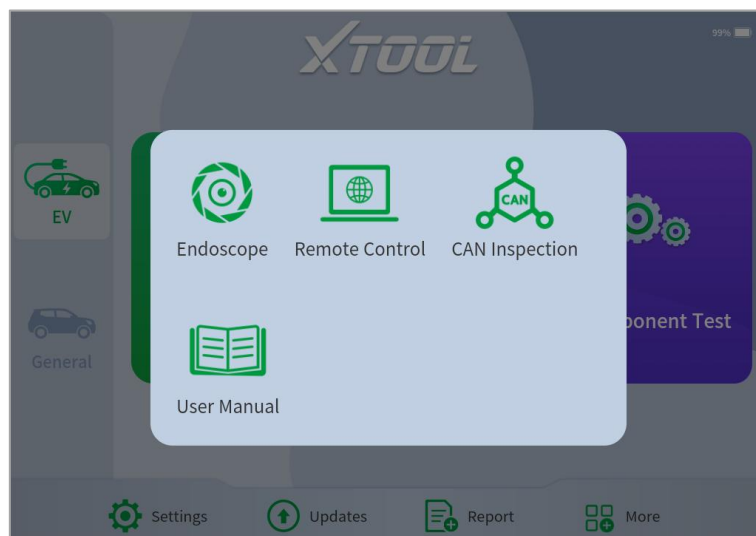 XTOOL
99%
EV
General
Endoscope
Remote Control
CAN
CAN Inspection
User Manual
ponent Test
Settings
Updates
Report
More